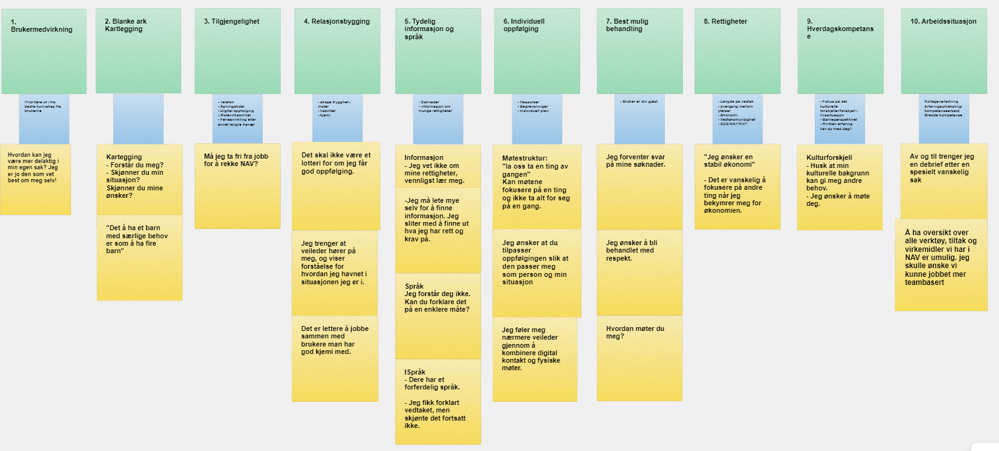 1.
Brukermedvirkning
Prioritere ut i fra
bedre kunnskap fra
brukerne
Hvordan kan jeg
være mer delaktig i
min egen sak? Jeg
er jo den som vet
best om meg selv!
2. Blanke ark
Kartlegging
Kartegging
- Forstår du meg?
- Skjønner du min
situasjon?
Skjønner du mine
ønsker?
"Det å ha et barn
med særlige behov
er som å ha fire
barn"
3. Tilgjengelighet
- Telefon
- Åpningstider
- Digital oppfølging
- Møtevirksomhet
- Ferieavvikling eller
annet lengre fravær
Må jeg ta fri fra jobb
for å rekke NAV?
4. Relasjonsbygging
- skape trygghet i
møter
- habilitet
- kjemi
Det skal ikke være et
lotteri for om jeg får
god oppfølging.
Jeg trenger at
veileder hører på
meg, og viser
forståelse for
hvordan jeg havnet i
situasjonen jeg er i.
Det er lettere å jobbe
sammen med
brukere man har
god kjemi med.
5. Tydelig
informasjon og
språk
- Søknader
- informasjon om
mulige rettigheter
Informasjon
- Jeg vet ikke om
mine rettigheter,
vennligst lær meg.
-Jeg må lete mye
selv for å finne
informasjon. Jeg
sliter med å finne ut
hva jeg har rett og
krav på.
Språk
Jeg forstår deg ikke.
Kan du forklare det
på en enklere måte?
ISpråk
- Dere har et
forferdelig språk.
- Jeg fikk forklart
vedtaket, men
skjønte det fortsatt
ikke.
6. Individuell
oppfølging
- Ressurser
- Begrensninger
- Individuell plan
Møtestruktur:
"la oss ta en ting av
gangen"
Kan møtene
fokusere på en ting
og ikke ta alt for seg
på en gang.
Jeg ønsker at du
tilpasser
oppfølgingen slik at
den passer meg
som person og min
situasjon
Jeg føler meg
nærmere veileder
gjennom å
kombinere digital
kontakt og fysiske
møter.
7. Best mulig
behandling
- Bruker er din gjest
Jeg forventer svar
på mine søknader.
Jeg ønsker å bli
behandlet med
respekt.
Hvordan møter du
meg?
8. Rettigheter
- Lengde på vedtak
- overgang mellom
ytelser
- Økonomi
- Vedtaksmyndighet
- SOS/AAP/KVP
"Jeg ønsker en
stabil økonomi"
- Det er vanskelig å
fokusere på andre
ting når jeg
bekymrer meg for
økonomien.
9.
Hverdagskompetans
e
- Fokus på det
kulturelle
forskjeller/forskjell i
livssituasjon
- Barneperspektivet
- Hvilken erfaring
har du med deg?
Kulturforskjell
- Husk at min
kulturelle bakgrunn
kan gi meg andre
behov.
- Jeg ønsker å møte
deg.
10. Arbeidssituasjon
Kollegaveiledning
Erfaringsutveksling/
kompetansearbeid
Bredde kompetanse
Av og til trenger jeg
en debrief etter en
spesielt vanskelig
sak
Å ha oversikt over
alle verktøy, tiltak og
virkemidler vi har i
NAV er umulig. jeg
skulle ønske vi
kunne jobbet mer
teambasert